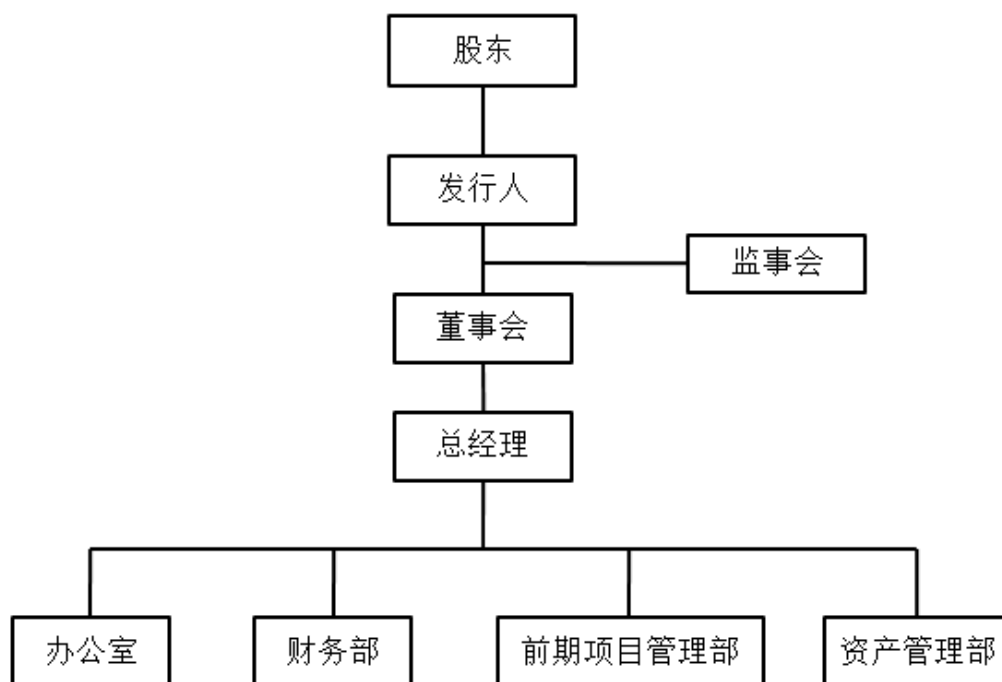 股东
发行人
监事会
董事会
总经理
办公室
财务部
前期项目管理部
资产管理部